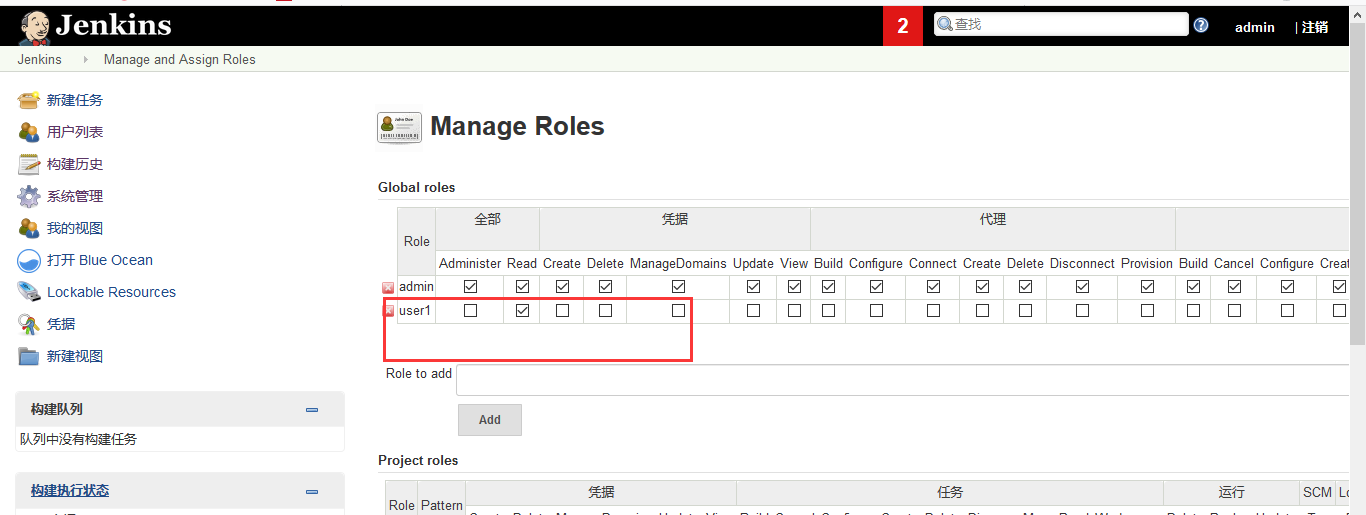 Jenkins
2
查找
admin
| 注销
Jenkins
Manage and Assign Roles
新建任务
用户列表
构建历史
系统管理
我的视图
打开 Blue Ocean
Lockable Resources
凭据
新建视图
构建队列
队列中没有构建任务
构建执行状态
Manage Roles
Global roles
Role 全部 凭据 代理
Administer Read Create Delete ManageDomains Update View Build Configure Connect Create Delete Disconnect Provision Build Cancel Configure Creat
admin
user1
Role to add
Add
Project roles
Role Pattern 凭据 任务 运行 SCM